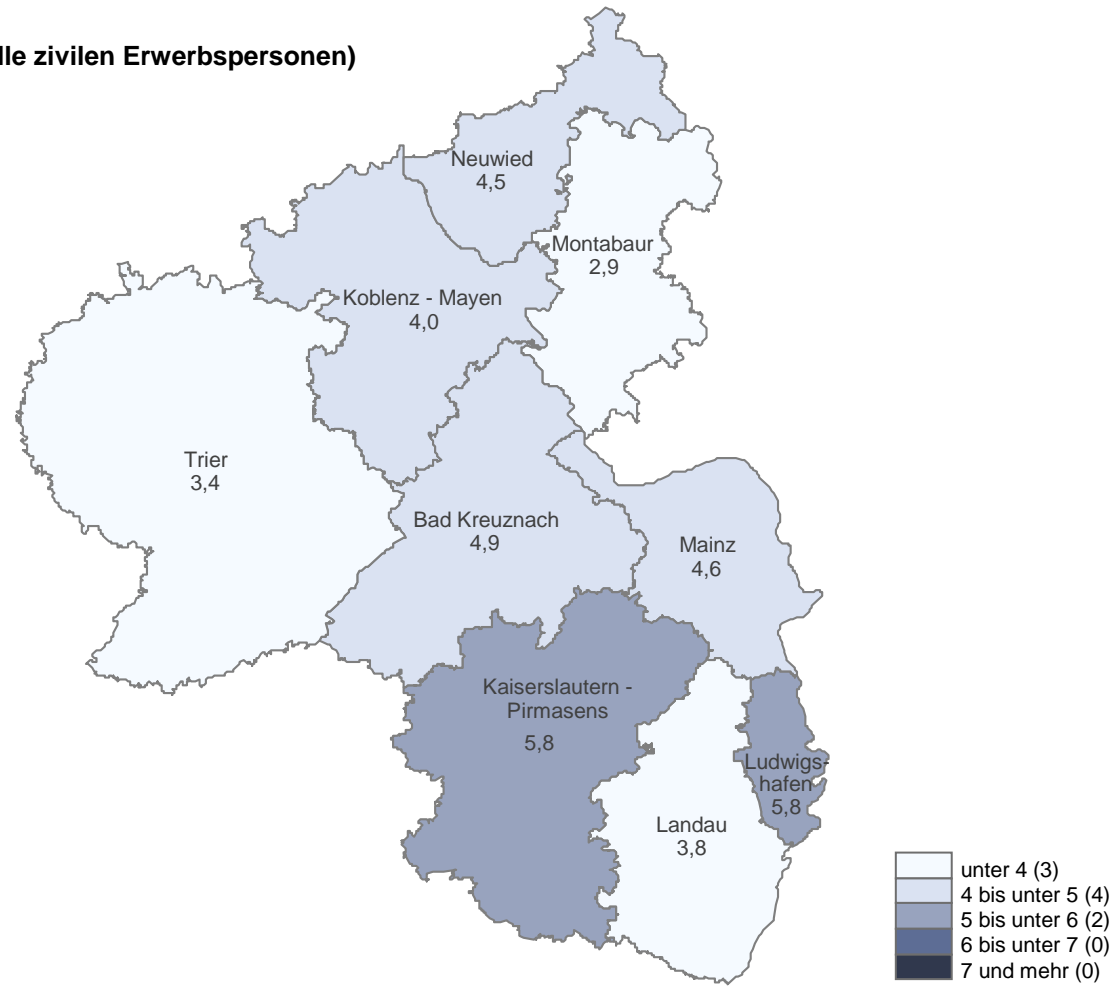 lle zivilen Erwerbspersonen)
Neuwied
4,5
Montabaur
2,9
Koblenz - Mayen
4,0
Trier
3,4
Bad Kreuznach
4,9
Mainz
4,6
Kaiserslautern -
Pirmasens
5,8
Ludwigs-
hafen
5,8
Landau
3,8
unter 4 (3)
4 bis unter 5 (4)
5 bis unter 6 (2)
6 bis unter 7 (0)
7 und mehr (0)